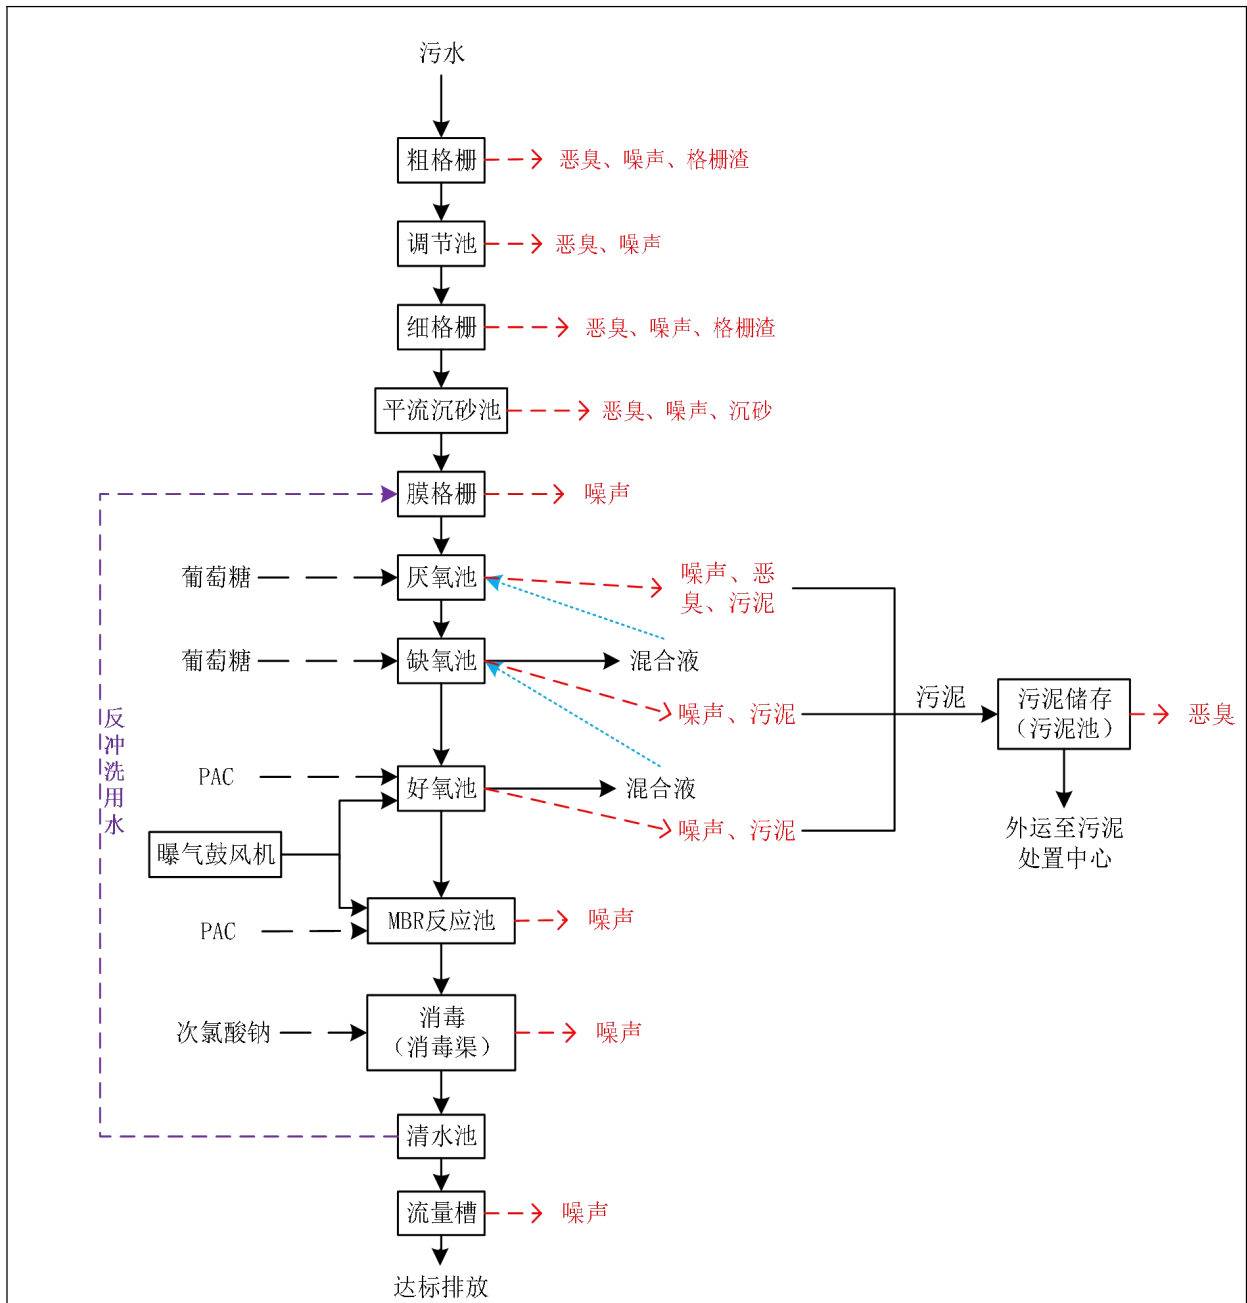 污水
粗格栅
恶臭、噪声、格栅渣
调节池
恶臭、噪声
细格栅
恶臭、噪声、格栅渣
平流沉砂池
恶臭、噪声、沉砂
膜格栅
噪声
葡萄糖
厌氧池
噪声、恶
臭、污泥
葡萄糖
缺氧池
混合液
噪声、污泥
污泥
污泥储存
（污泥池）
恶臭
反冲洗用水
PAC
好氧池
混合液
噪声、污泥
外运至污泥
处置中心
曝气鼓风机
MBR反应池
噪声
PAC
次氯酸钠
消毒
（消毒渠）
噪声
清水池
流量槽
噪声
达标排放